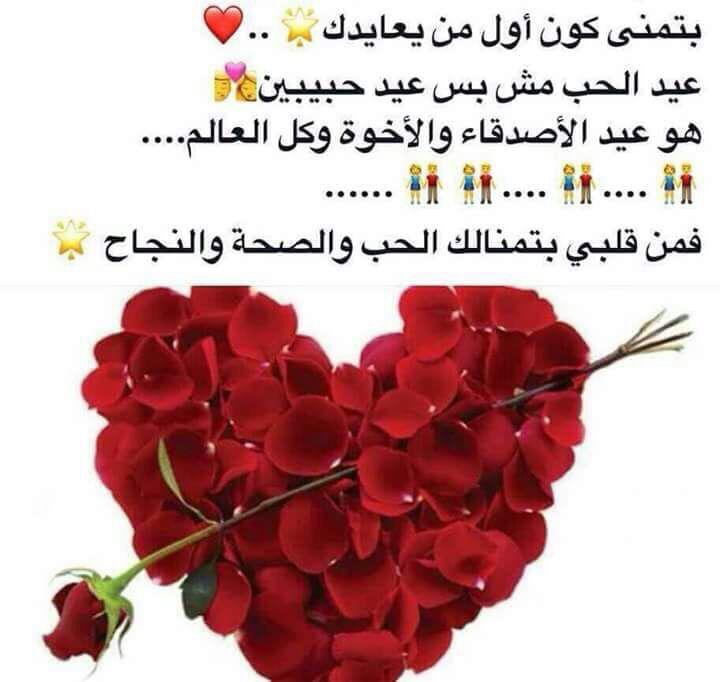 بتمنى كون أول من يعايدك🌟 ..❤️
عيد الحب مش بس عيد حبيبين💏
هو عيد الأصدقاء والأخوة وكل العالم....
👫 ....👫 ....👫 👫 ......
فمن قلبي بتمنالك الحب والصحة والنجاح 🌟